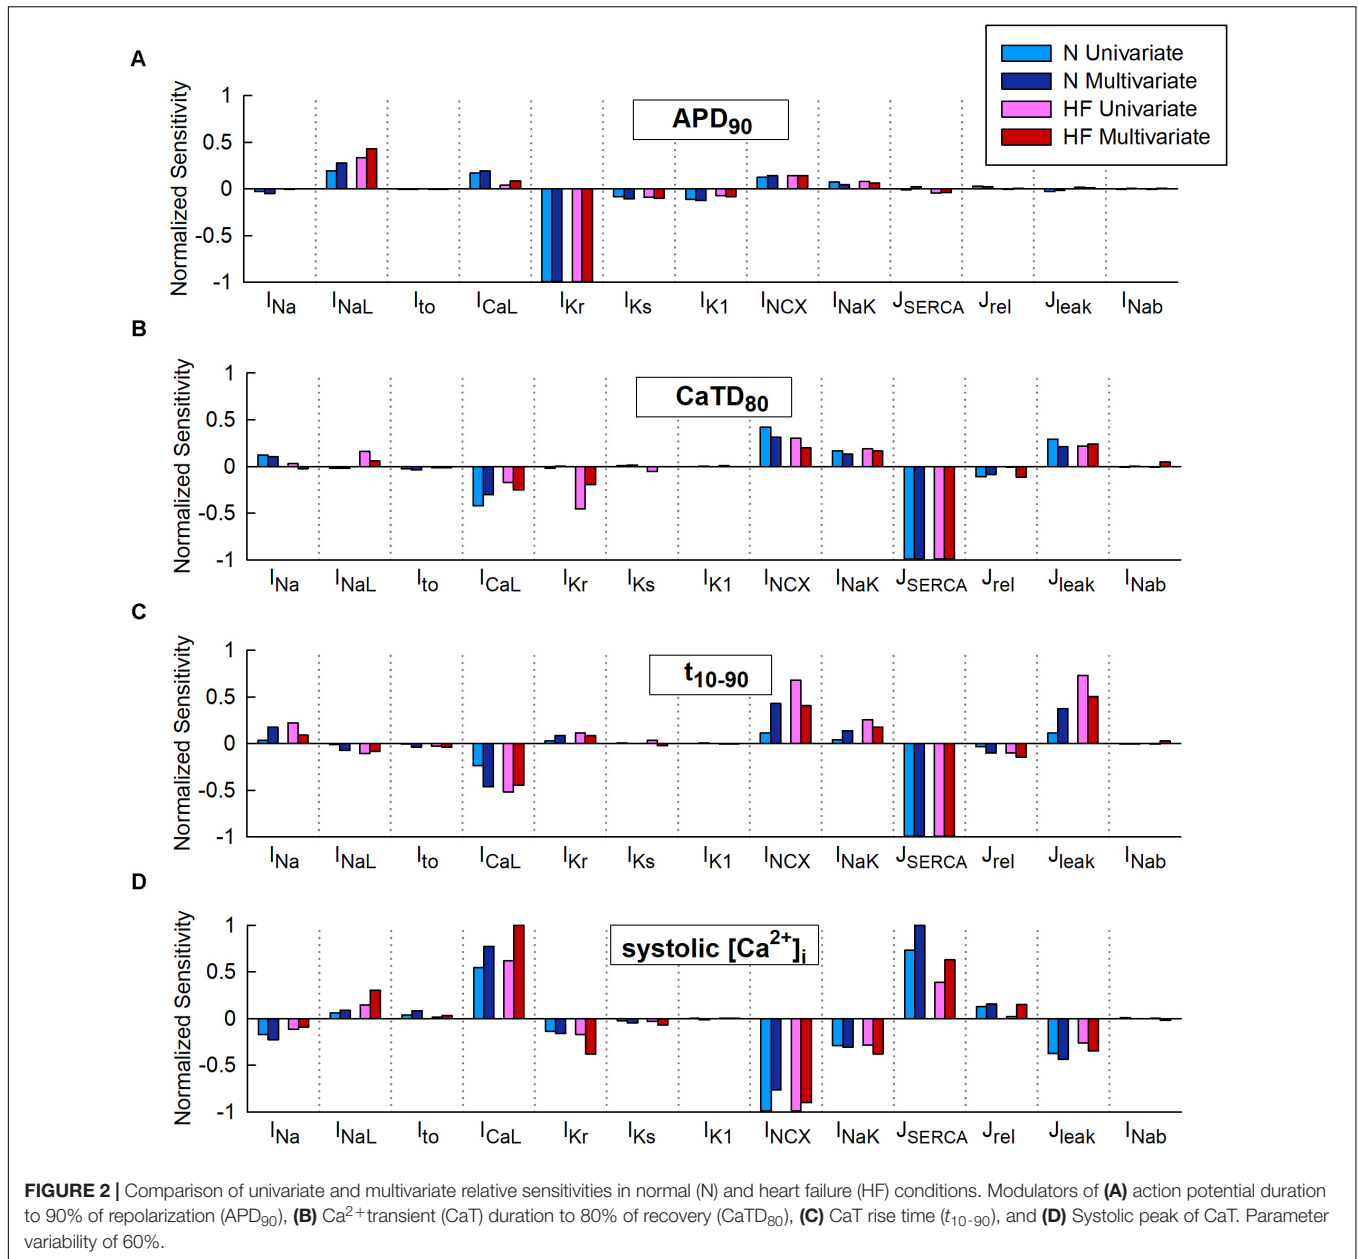 A
N Univariate
N Multivariate
HF Univariate
HF Multivariate
APD90
Normalized Sensitivity
1
0.5
0
-0.5
-1
INa INaL Ito ICaL IKr IKs IK1 INCX INaK JSERCA Jrel Jleak INab
B
CaTD80
Normalized Sensitivity
1
0.5
0
-0.5
-1
INa INaL Ito ICaL IKr IKs IK1 INCX INaK JSERCA Jrel Jleak INab
C
t10-90
Normalized Sensitivity
1
0.5
0
-0.5
-1
INa INaL Ito ICaL IKr IKs IK1 INCX INaK JSERCA Jrel Jleak INab
D
systolic [Ca2+]i
Normalized Sensitivity
1
0.5
0
-0.5
-1
INa INaL Ito ICaL IKr IKs IK1 INCX INaK JSERCA Jrel Jleak INab
FIGURE 2 | Comparison of univariate and multivariate relative sensitivities in normal (N) and heart failure (HF) conditions. Modulators of (A) action potential duration
to 90% of repolarization (APD90), (B) Ca2+transient (CaT) duration to 80% of recovery (CaTD80), (C) CaT rise time (t10-90), and (D) Systolic peak of CaT. Parameter
variability of 60%.